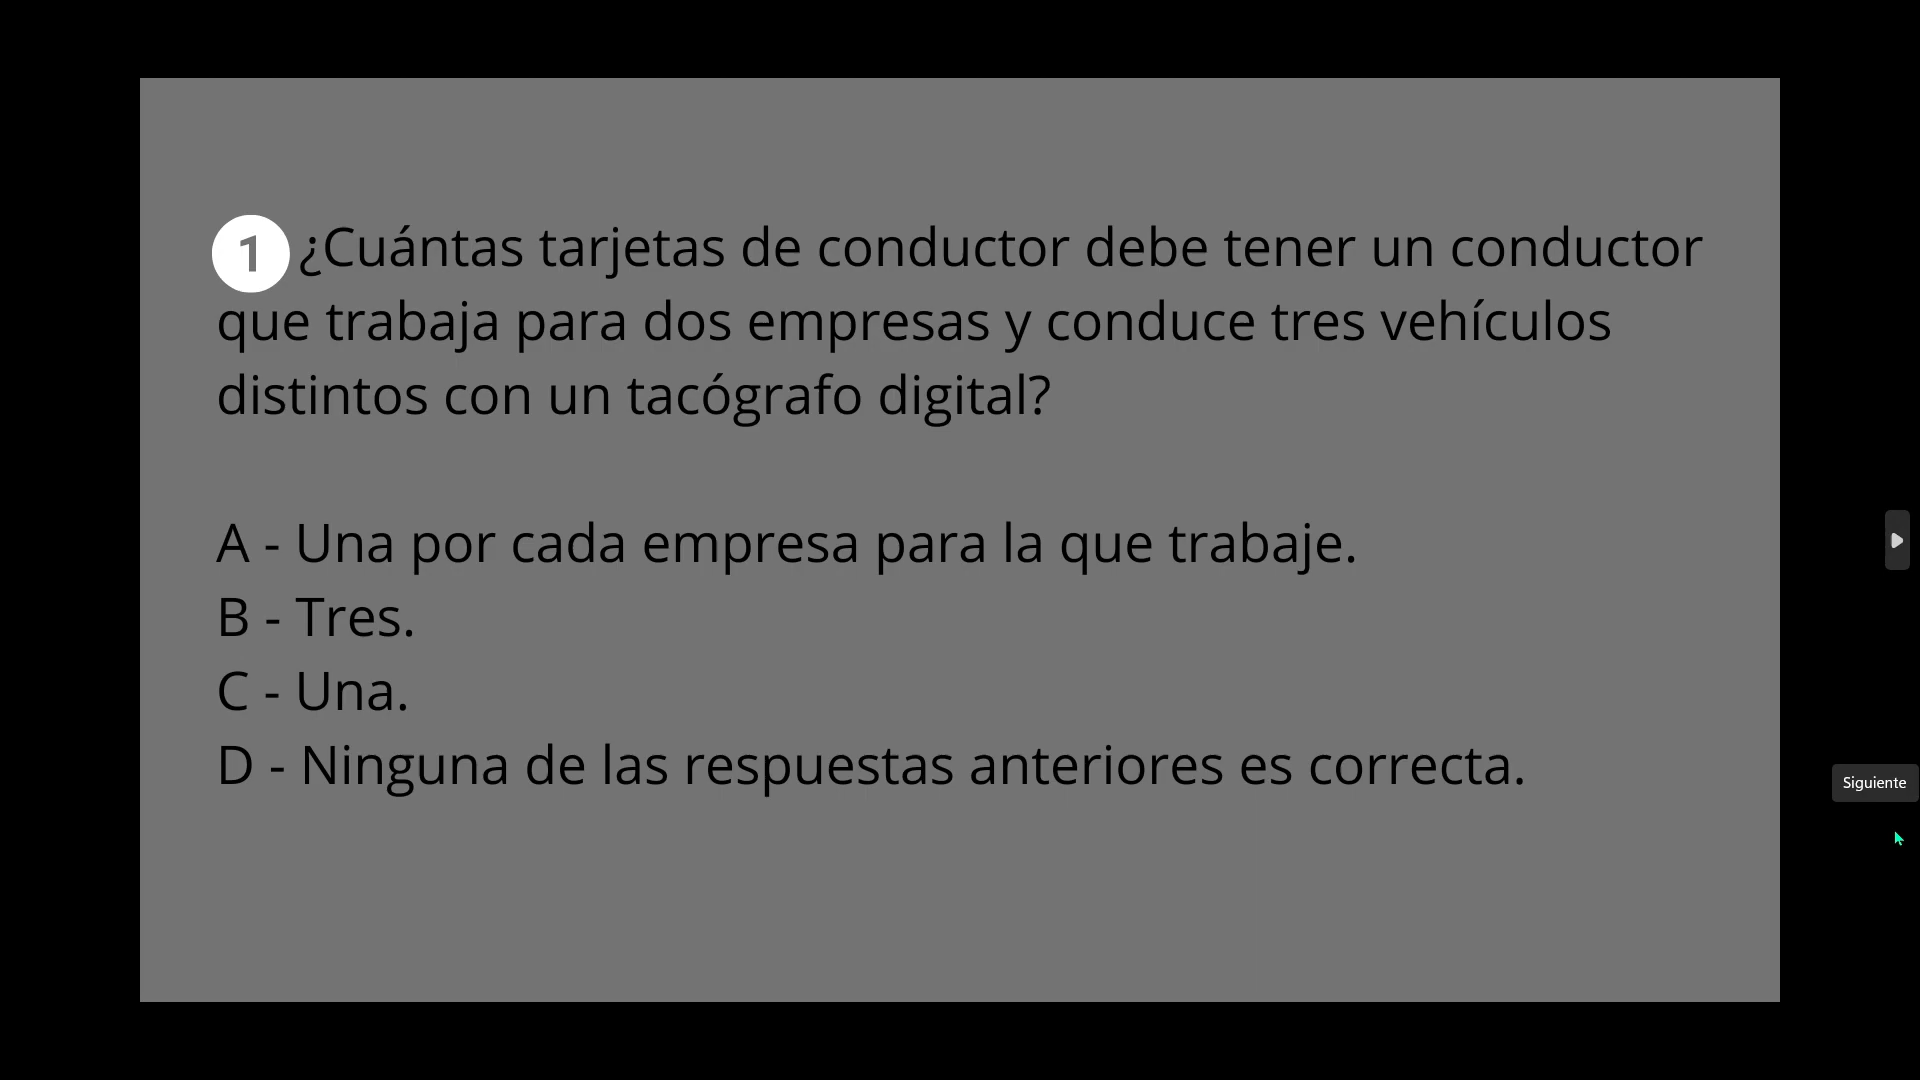 1 ¿Cuántas tarjetas de conductor debe tener un conductor
que trabaja para dos empresas y conduce tres vehículos
distintos con un tacógrafo digital?
A - Una por cada empresa para la que trabaje.
B - Tres.
C - Una.
D - Ninguna de las respuestas anteriores es correcta.
Siguiente